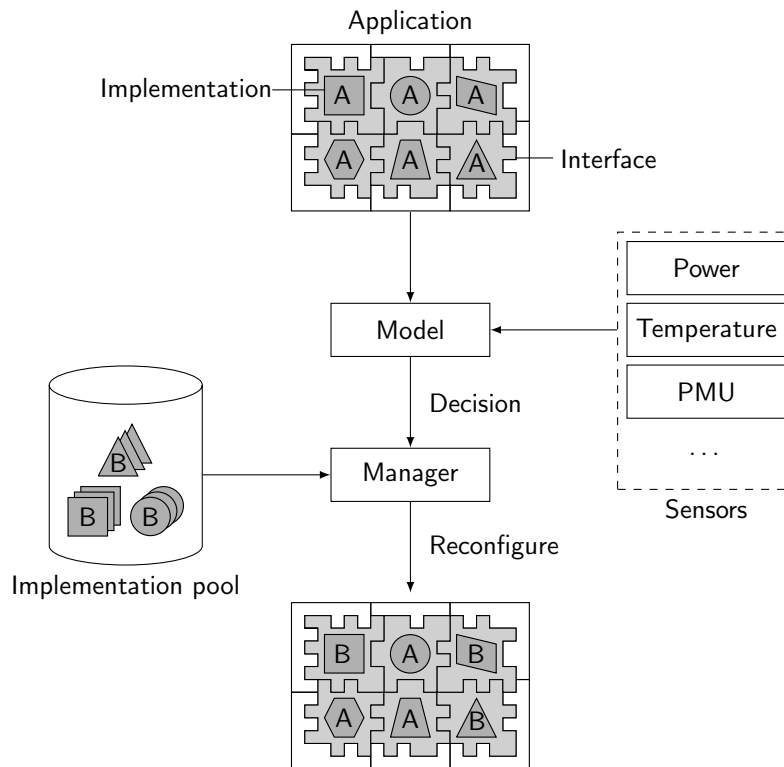 Application
Implementation
A A A
A A A
Interface
Power
Model
Temperature
PMU
Decision
...
B
Manager
B B
Sensors
Reconfigure
Implementation pool
B A B
A A B